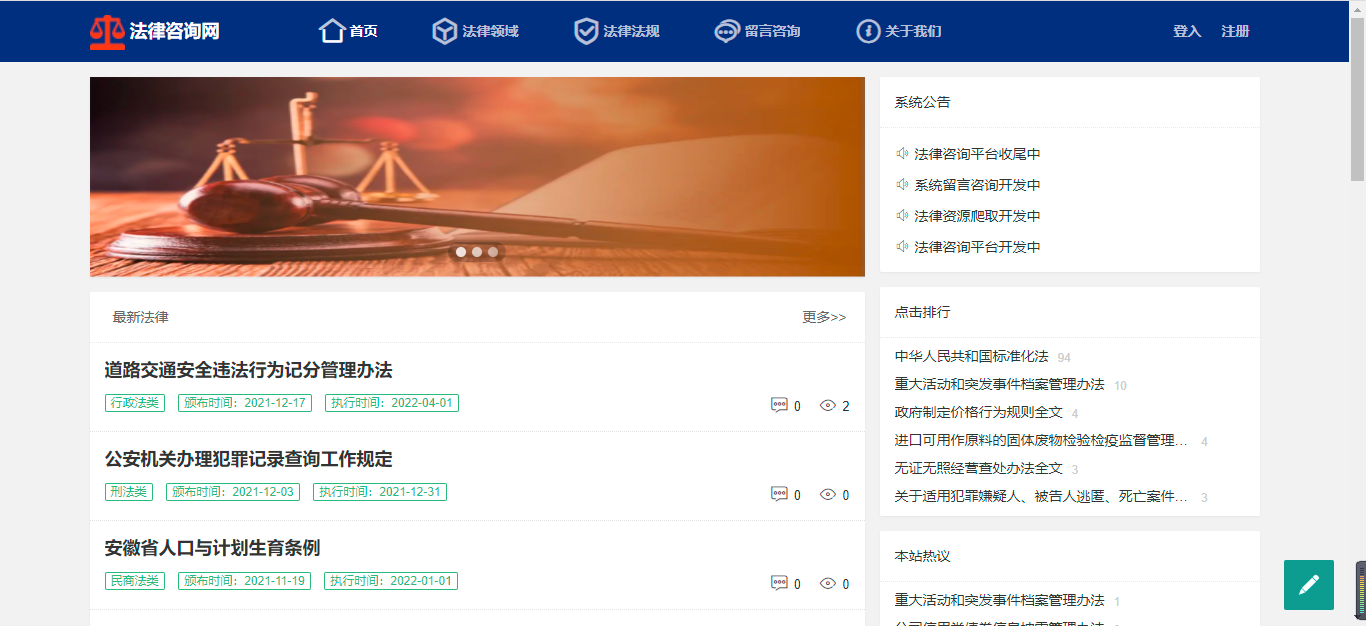 法律咨询网
首页
法律领域
法律法规
留言咨询
关于我们
登入
注册
系统公告
法律咨询平台收尾中
系统留言咨询开发中
法律资源爬取开发中
法律咨询平台开发中
最新法律
更多>>
道路交通安全违法行为记分管理办法
行政法类 颁布时间：2021-12-17 执行时间：2022-04-01 0 2
公安机关办理犯罪记录查询工作规定
刑法类 颁布时间：2021-12-03 执行时间：2021-12-31 0 0
安徽省人口与计划生育条例
民商法类 颁布时间：2021-11-19 执行时间：2022-01-01 0 0
点击排行
中华人民共和国标准化法 94
重大活动和突发事件档案管理办法 10
政府制定价格行为规则全文 4
进口可用作原料的固体废物检验检疫监督管理... 4
无证无照经营查处办法全文 3
关于适用犯罪嫌疑人、被告人逃匿、死亡案件... 3
本站热议
重大活动和突发事件档案管理办法 1